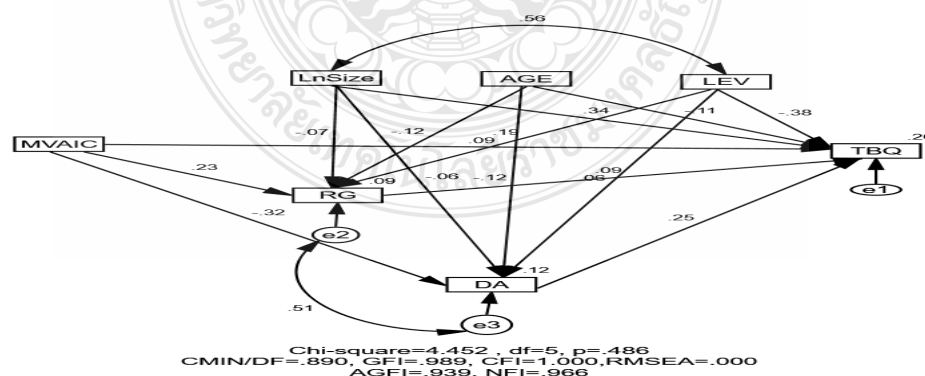 .56
LnSize
AGE
LEV
-.07
-.12
.19
.34
-.11
-.38
MVAIC
.09
.20
TBQ
.23
.09
-.06
-.12
.09
.06
e1
RG
-.32
e2
.25
.12
DA
.51
e3
Chi-square=4.452 , df=5, p=.486
CMIN/DF=.890, GFI=.989, CFI=1.000,RMSEA=.000
AGFI=.939, NFI=.966